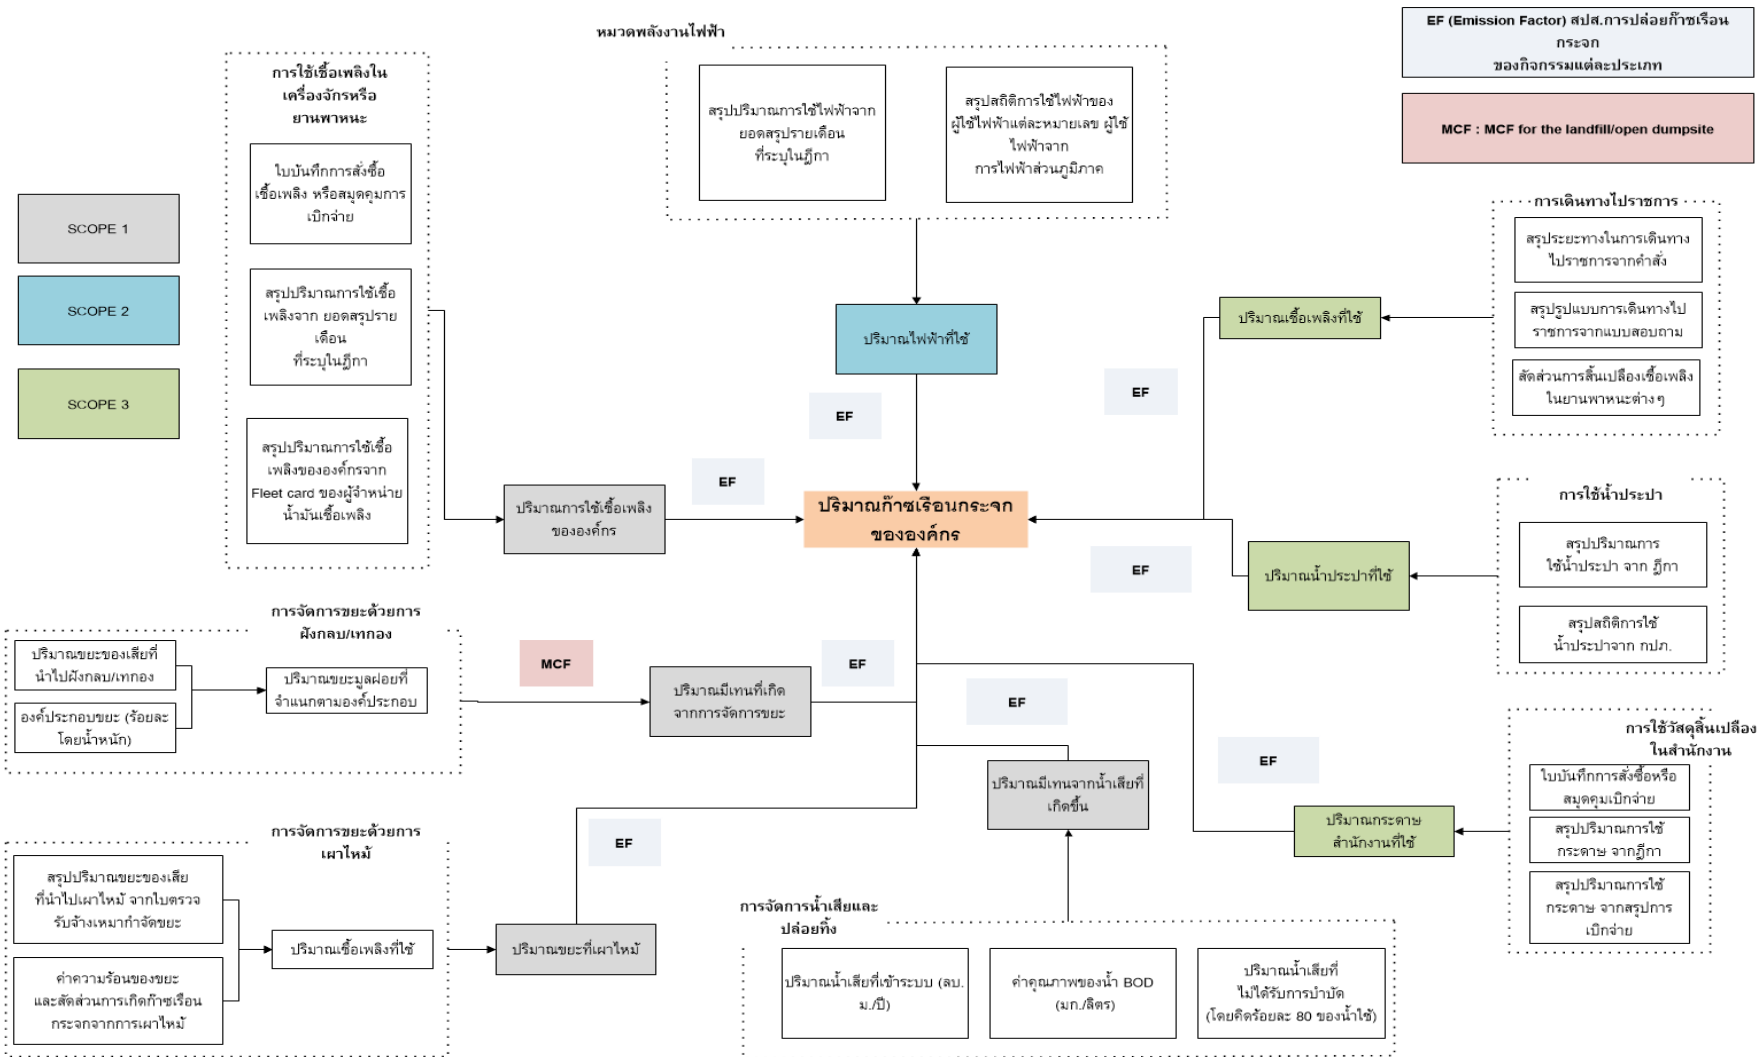 หมวดพลังงานไฟฟ้า
สรุปปริมาณการใช้ไฟฟ้าจาก
ยอดสรุปรายเดือน
ที่ระบุในฎีกา
สรุปสถิติการใช้ไฟฟ้าของ
ผู้ใช้ไฟฟ้าแต่ละหมายเลข ผู้ใช้
ไฟฟ้าจาก
การไฟฟ้าส่วนภูมิภาค
EF (Emission Factor) สปส.การปล่อยก๊าซเรือน
กระจก
ของกิจกรรมแต่ละประเภท
MCF : MCF for the landfill/open dumpsite
SCOPE 1
SCOPE 2
SCOPE 3
การใช้เชื้อเพลิงใน
เครื่องจักรหรือ
ยานพาหนะ
ใบบันทึกการสั่งซื้อ
เชื้อเพลิง หรือสมุดคุมการ
เบิกจ่าย
สรุปปริมาณการใช้เชื้อ
เพลิงจาก ยอดสรุปราย
เดือน
ที่ระบุในฎีกา
สรุปปริมาณการใช้เชื้อ
เพลิงขององค์กรจาก
Fleet card ของผู้จำหน่าย
น้ำมันเชื้อเพลิง
ปริมาณการใช้เชื้อเพลิง
ขององค์กร
EF
ปริมาณไฟฟ้าที่ใช้
EF
ปริมาณก๊าซเรือนกระจก
ขององค์กร
การเดินทางไปราชการ
สรุประยะทางในการเดินทาง
ไปราชการจากคำสั่ง
สรุปรูปแบบการเดินทางไป
ราชการจากแบบสอบถาม
สัดส่วนการสิ้นเปลืองเชื้อเพลิง
ในยานพาหนะต่างๆ
ปริมาณเชื้อเพลิงที่ใช้
EF
การใช้น้ำประปา
สรุปปริมาณการ
ใช้น้ำประปา จาก ฎีกา
สรุปสถิติการใช้
น้ำประปาจาก กปภ.
ปริมาณน้ำประปาที่ใช้
EF
การจัดการขยะด้วยการ
ฝังกลบ/เทกอง
ปริมาณขยะของเสียที่
นำไปฝังกลบ/เทกอง
องค์ประกอบขยะ (ร้อยละ
โดยน้ำหนัก)
ปริมาณขยะมูลฝอยที่
จำแนกตามองค์ประกอบ
MCF
ปริมาณมีเทนที่เกิด
จากการจัดการขยะ
EF
EF
ปริมาณมีเทนจากน้ำเสียที่
เกิดขึ้น
EF
การใช้วัสดุสิ้นเปลือง
ในสำนักงาน
ใบบันทึกการสั่งซื้อหรือ
สมุดคุมเบิกจ่าย
สรุปปริมาณการใช้
กระดาษ จากฎีกา
สรุปปริมาณการใช้
กระดาษ จากสรุปการ
เบิกจ่าย
ปริมาณกระดาษ
สำนักงานที่ใช้
การจัดการขยะด้วยการ
เผาไหม้
สรุปปริมาณขยะของเสีย
ที่นำไปเผาไหม้ จากใบตรวจ
รับจ้างเหมากำจัดขยะ
ค่าความร้อนของขยะ
และสัดส่วนการเกิดก๊าซเรือน
กระจกจากการเผาไหม้
ปริมาณเชื้อเพลิงที่ใช้
ปริมาณขยะที่เผาไหม้
EF
การจัดการน้ำเสียและ
ปล่อยทิ้ง
ปริมาณน้ำเสียที่เข้าระบบ (ลบ.
ม./ปี)
ค่าคุณภาพของน้ำ BOD
(มก./ลิตร)
ปริมาณน้ำเสียที่
ไม่ได้รับการบำบัด
(โดยคิดร้อยละ 80 ของน้ำใช้)